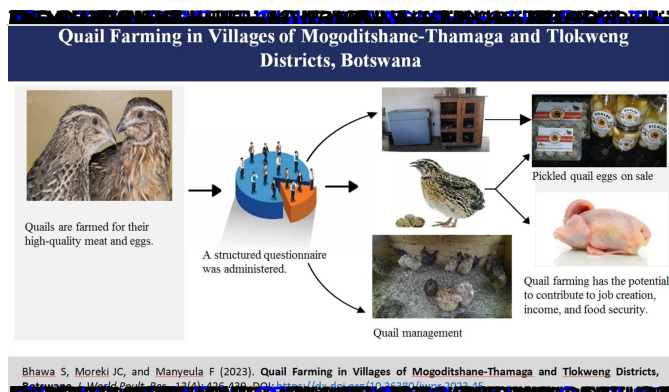 Quail Farming in Villages of Mogoditshane-Thamaga and Tlokweng
Districts, Botswana
Quails are farmed for their
high-quality meat and eggs.
A structured questionnaire
was administered.
Quail management
PICKLED
Pickled quail eggs on sale
Quail farming has the potential
to contribute to job creation,
income, and food security.
Bhawa S, Moreki JC, and Manyeula F (2023). Quail Farming in Villages of Mogoditshane-Thamaga and Tlokweng Districts,